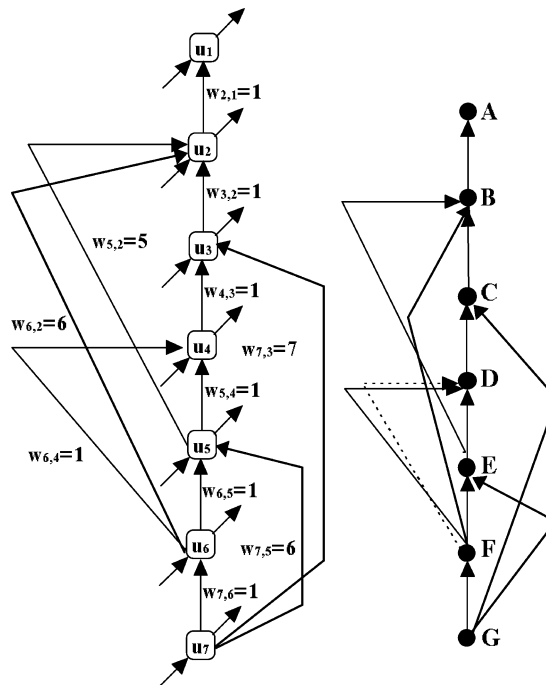 u1
w2,1=1
u2
w3,2=1
w5,2=5
u3
w4,3=1
w6,2=6
u4
w7,3=7
w5,4=1
w6,4=1
u5
w6,5=1
u6
w7,5=6
w7,6=1
u7
A
B
C
D
E
F
G